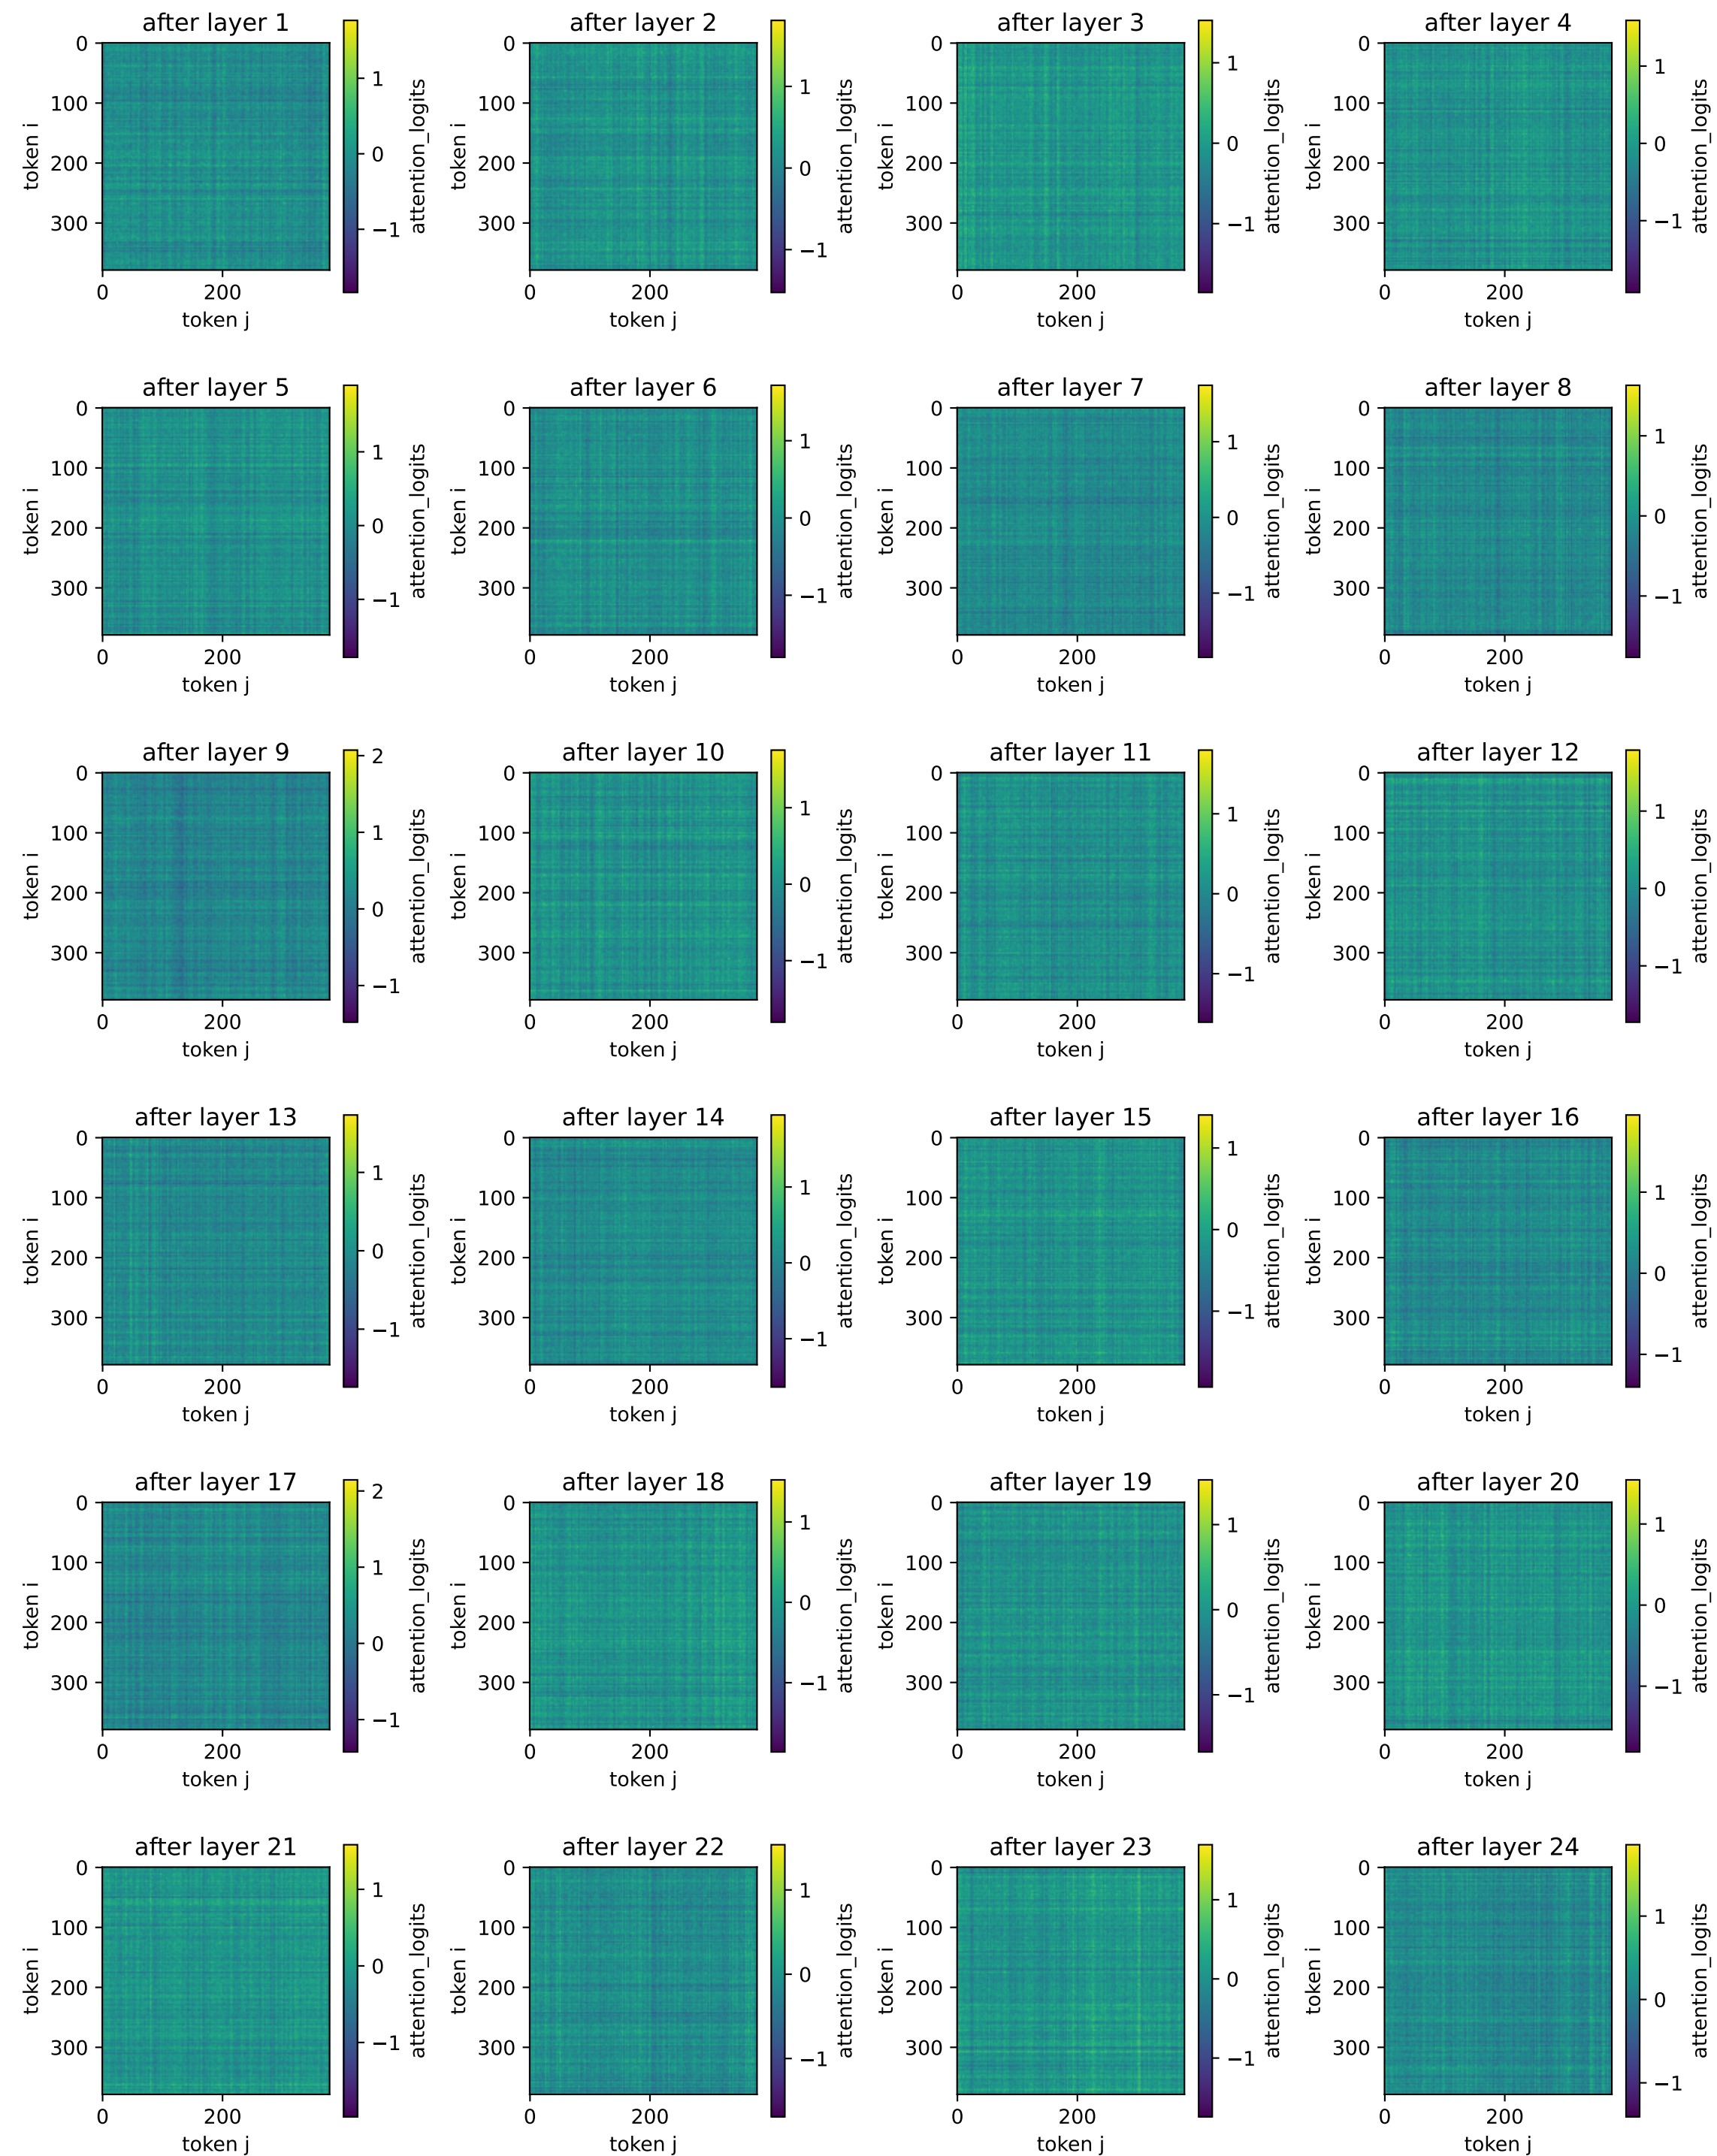 after layer 1 after layer 2 after layer 3 after layer 4
0 100 200 300 token i 0 200 token j 1 0 −1 attention_logits
0 100 200 300 token i 0 200 token j 1 0 −1 attention_logits
0 100 200 300 token i 0 200 token j 1 0 −1 attention_logits
0 100 200 300 token i 0 200 token j 1 0 −1 attention_logits
after layer 5 after layer 6 after layer 7 after layer 8
0 100 200 300 token i 0 200 token j 1 0 −1 attention_logits
0 100 200 300 token i 0 200 token j 1 0 −1 attention_logits
0 100 200 300 token i 0 200 token j 1 0 −1 attention_logits
0 100 200 300 token i 0 200 token j 1 0 −1 attention_logits
after layer 9 after layer 10 after layer 11 after layer 12
0 100 200 300 token i 0 200 token j 2 1 0 −1 attention_logits
0 100 200 300 token i 0 200 token j 1 0 −1 attention_logits
0 100 200 300 token i 0 200 token j 1 0 −1 attention_logits
0 100 200 300 token i 0 200 token j 1 0 −1 attention_logits
after layer 13 after layer 14 after layer 15 after layer 16
0 100 200 300 token i 0 200 token j 1 0 −1 attention_logits
0 100 200 300 token i 0 200 token j 1 0 −1 attention_logits
0 100 200 300 token i 0 200 token j 1 0 −1 attention_logits
0 100 200 300 token i 0 200 token j 1 0 −1 attention_logits
after layer 17 after layer 18 after layer 19 after layer 20
0 100 200 300 token i 0 200 token j 2 1 0 −1 attention_logits
0 100 200 300 token i 0 200 token j 1 0 −1 attention_logits
0 100 200 300 token i 0 200 token j 1 0 −1 attention_logits
0 100 200 300 token i 0 200 token j 1 0 −1 attention_logits
after layer 21 after layer 22 after layer 23 after layer 24
0 100 200 300 token i 0 200 token j 1 0 −1 attention_logits
0 100 200 300 token i 0 200 token j 1 0 −1 attention_logits
0 100 200 300 token i 0 200 token j 1 0 −1 attention_logits
0 100 200 300 token i 0 200 token j 1 0 −1 attention_logits